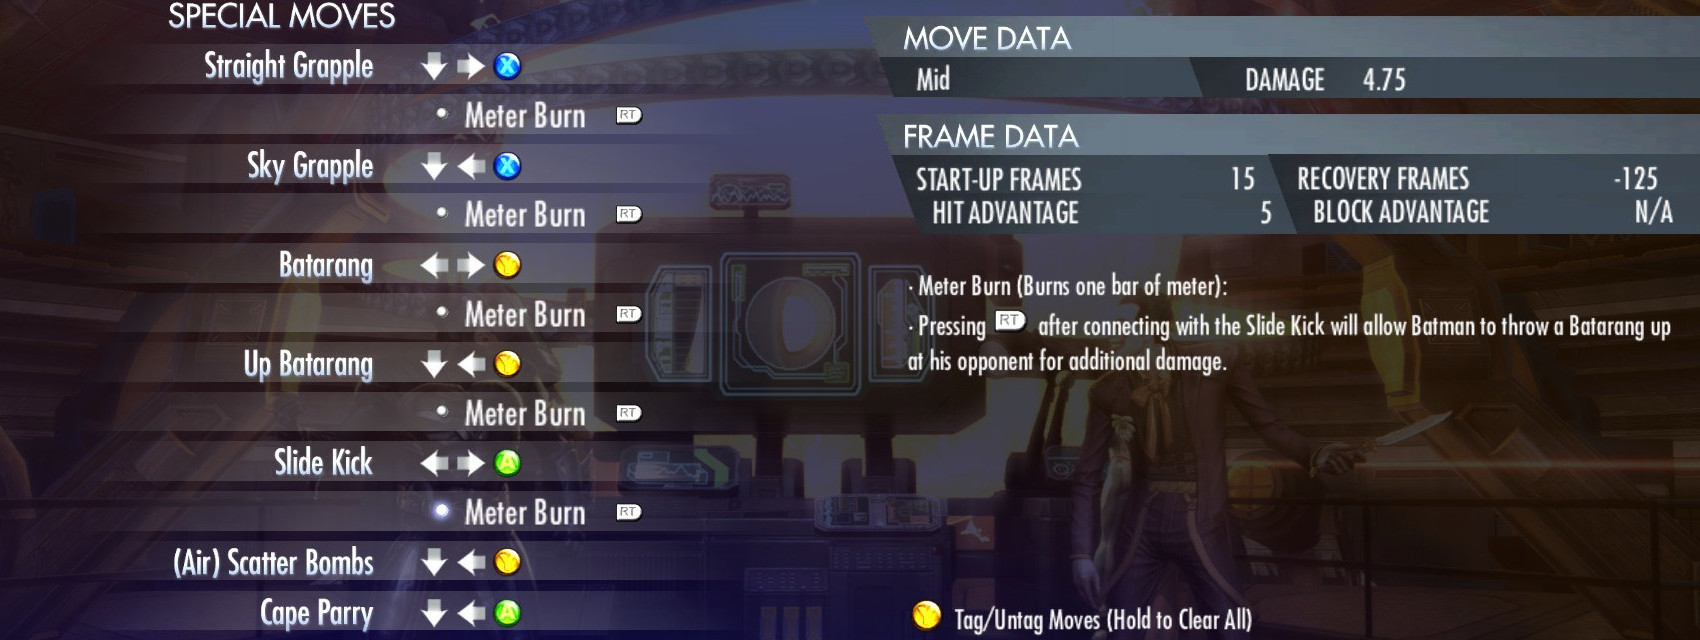 SPECIAL MOVES
Straight Grapple X
Meter Burn RT
Sky Grapple X
Meter Burn RT
Batarang Y
Meter Burn RT
Up Batarang Y
Meter Burn RT
Slide Kick A
Meter Burn RT
(Air) Scatter Bombs Y
Cape Parry A
MOVE DATA
Mid DAMAGE 4.75
FRAME DATA
START-UP FRAMES 15 RECOVERY FRAMES -125
HIT ADVANTAGE 5 BLOCK ADVANTAGE N/A
· Meter Burn (Burns one bar of meter):
· Pressing RT after connecting with the Slide Kick will allow Batman to throw a Batarang up
at his opponent for additional damage.
Y Tag/Untag Moves (Hold to Clear All)